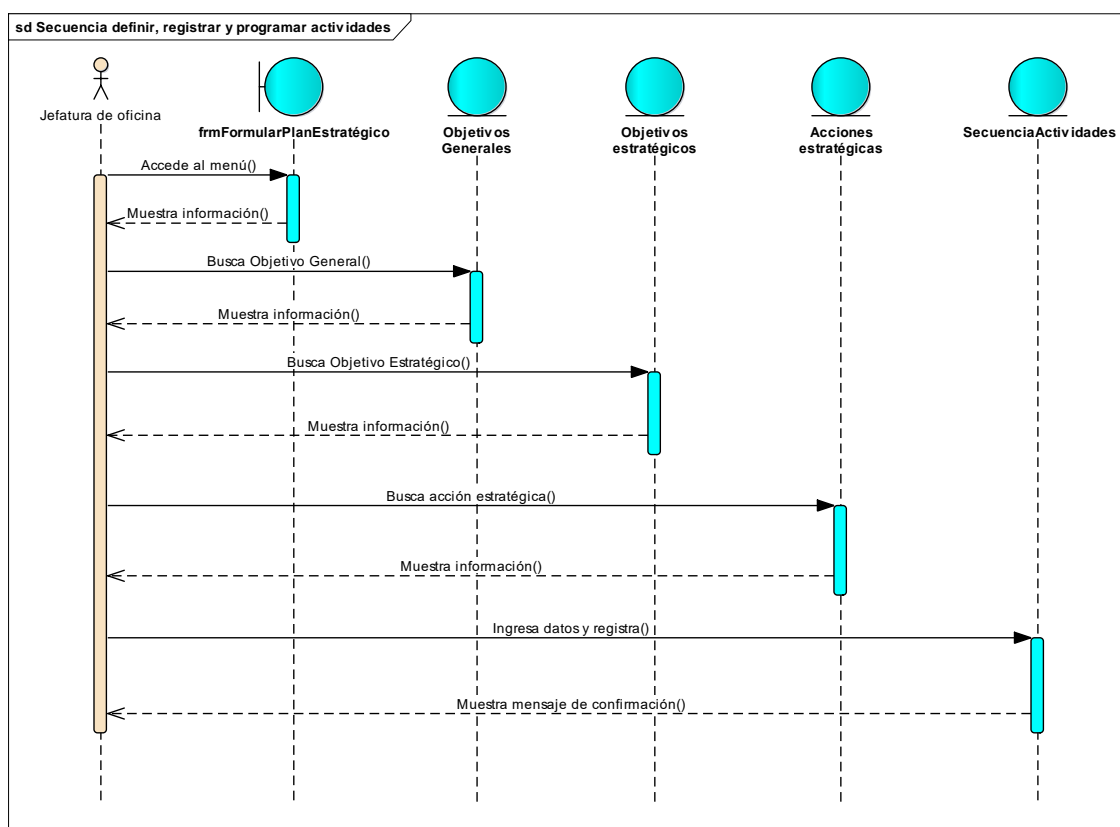 sd Secuencia definir, registrar y programar actividades
Jefatura de oficina
frmFormularPlanEstratégico
Objetivos
Generales
Objetivos
estratégicos
Acciones
estratégicas
SecuenciaActividades
Accede al menú()
Muestra información()
Busca Objetivo General()
Muestra información()
Busca Objetivo Estratégico()
Muestra información()
Busca acción estratégica()
Muestra información()
Ingresa datos y registra()
Muestra mensaje de confirmación()